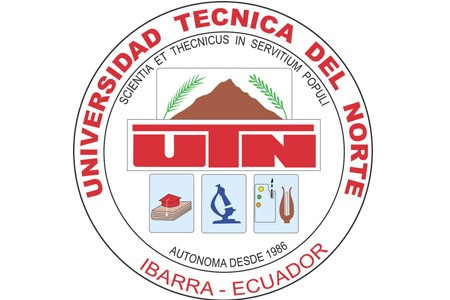 UNIVERSIDAD TECNICA DEL NORTE
SCIENTIA ET THECNICUS IN SERVITIUM POPULI
UTN
AUTONOMA DESDE 1986
IBARRA - ECUADOR